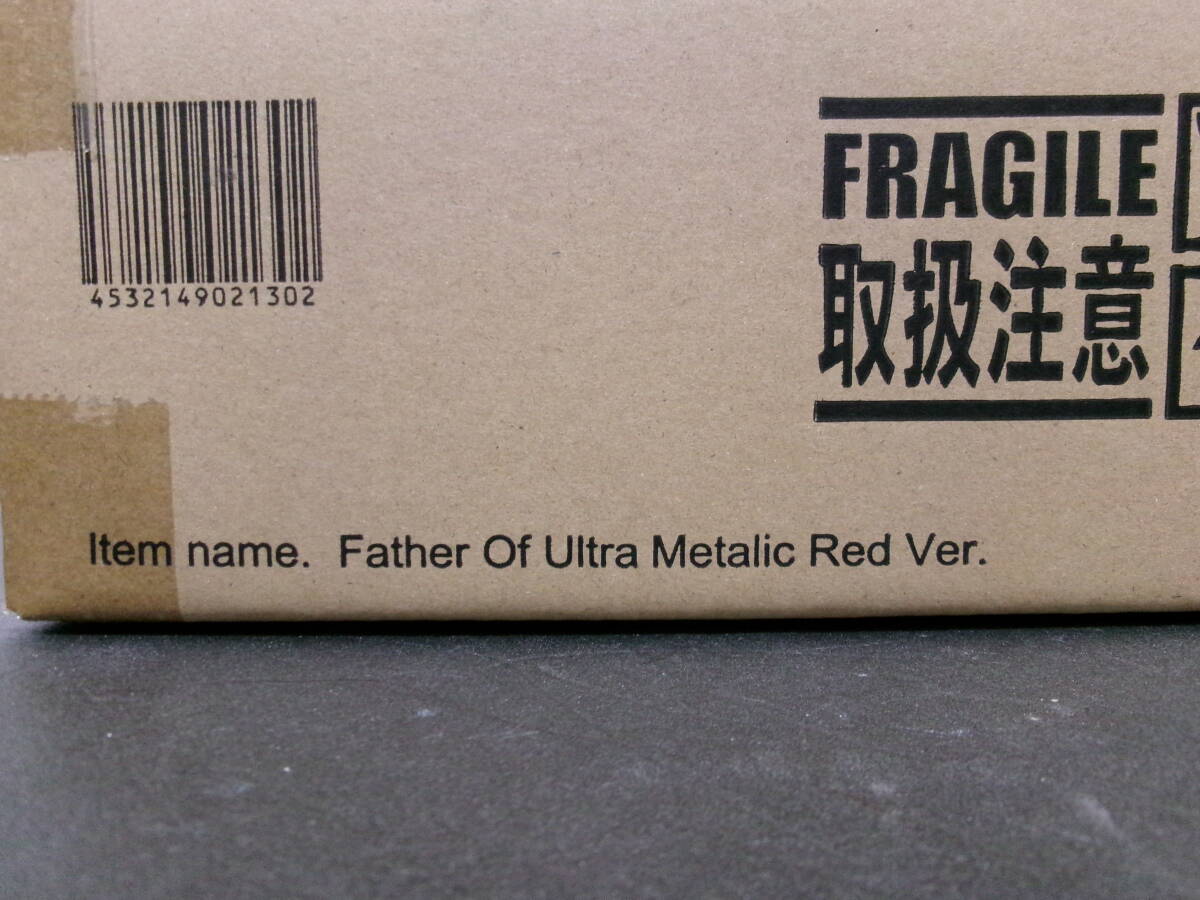 4532149021302
FRAGILE
取扱注意
Item name. Father Of Ultra Metalic Red Ver.